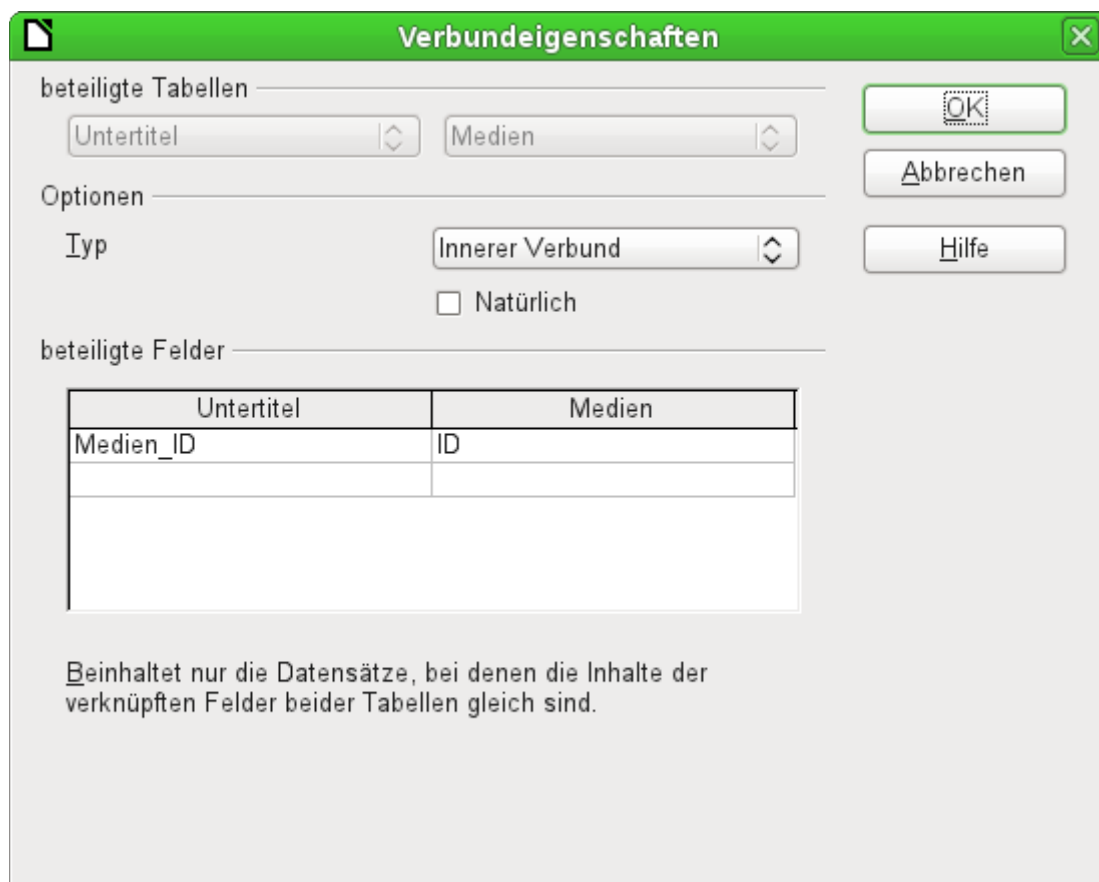 Verbundeigenschaften
beteiligte Tabellen
Untertitel Medien
OK
Abbrechen
Optionen
Typ Innerer Verbund
Hilfe
Natürlich
beteiligte Felder
Untertitel Medien
Medien_ID ID
Beinhaltet nur die Datensätze, bei denen die Inhalte der
verknüpften Felder beider Tabellen gleich sind.